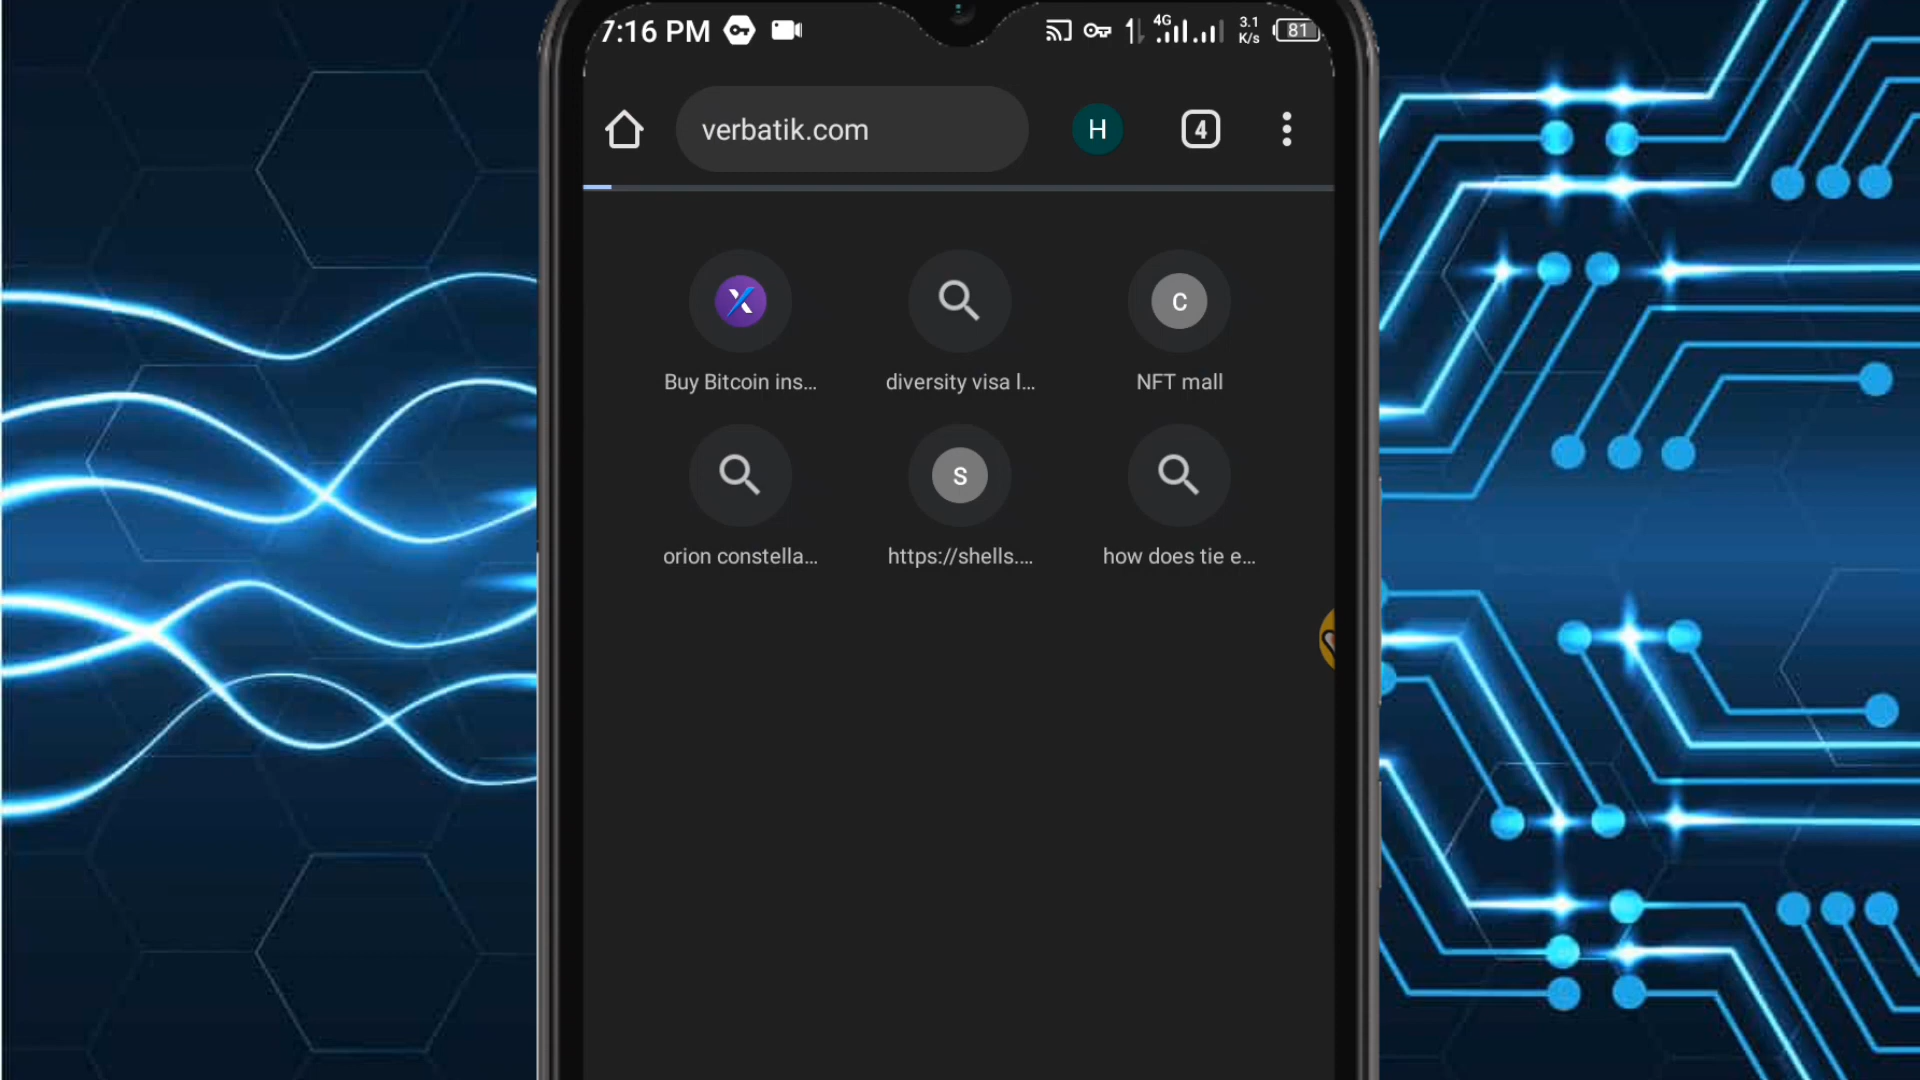 7:16 PM
4G
3.1
K/s
81
verbatik.com
H
4
Buy Bitcoin ins...
diversity visa l...
C
NFT mall
orion constella...
S
https://shells....
how does tie e...